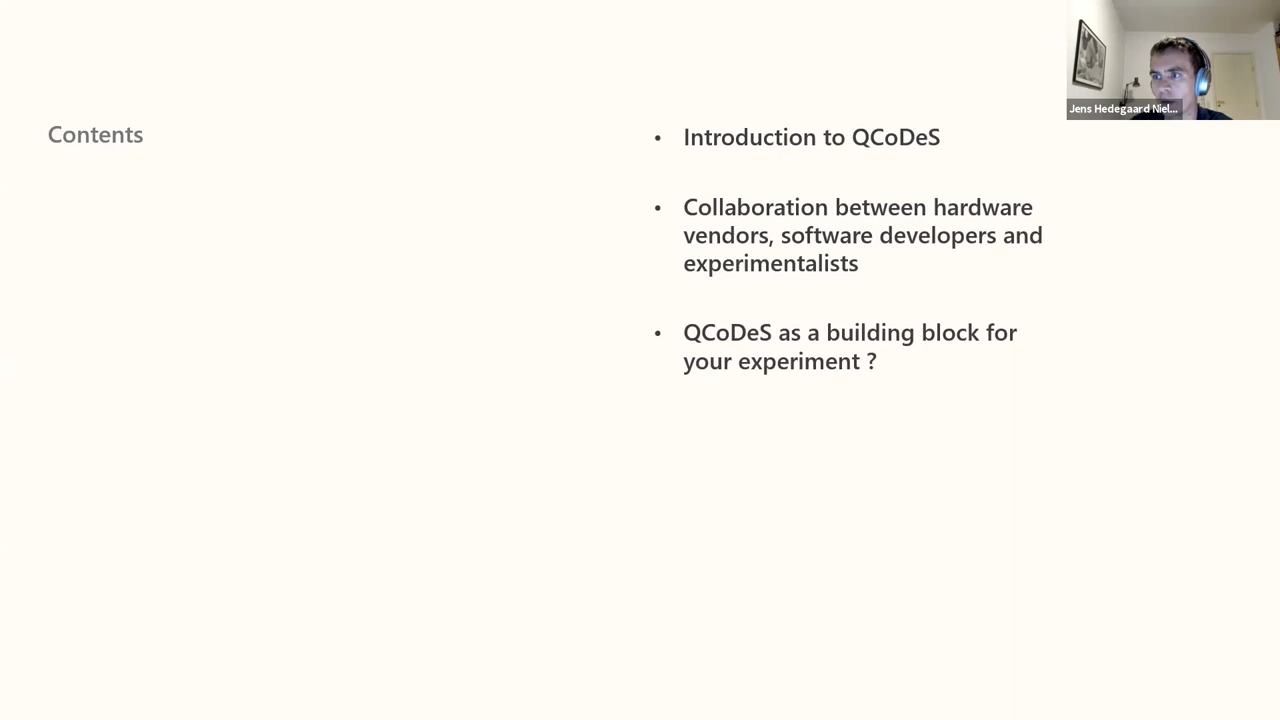 Jens Hedegaard Niel...
Contents
• Introduction to QCoDeS
• Collaboration between hardware
vendors, software developers and
experimentalists
• QCoDeS as a building block for
your experiment ?